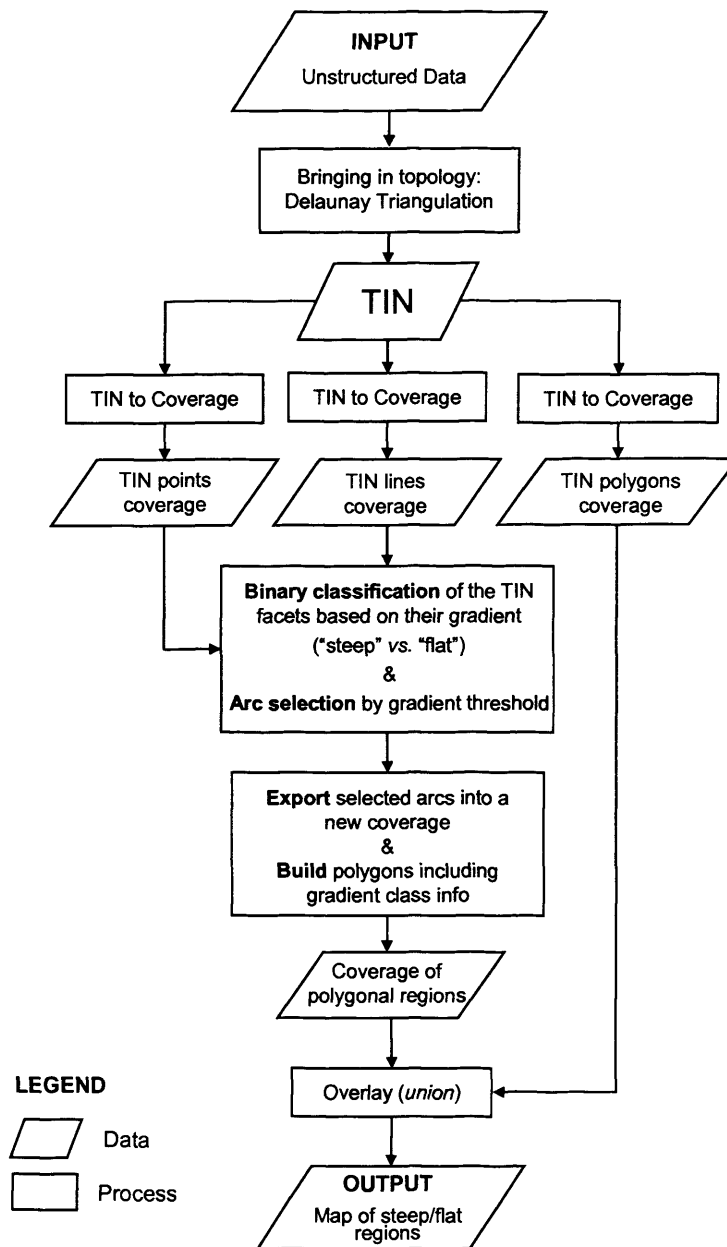 INPUT
Unstructured Data
Bringing in topology:
Delaunay Triangulation
TIN
TIN to Coverage
TIN to Coverage
TIN to Coverage
TIN points
coverage
TIN lines
coverage
TIN polygons
coverage
Binary classification of the TIN
facets based on their gradient
("steep" vs. "flat")
&
Arc selection by gradient threshold
Export selected arcs into a
new coverage
&
Build polygons including
gradient class info
Coverage of
polygonal regions
Overlay (union)
OUTPUT
Map of steep/flat
regions
LEGEND
Data
Process